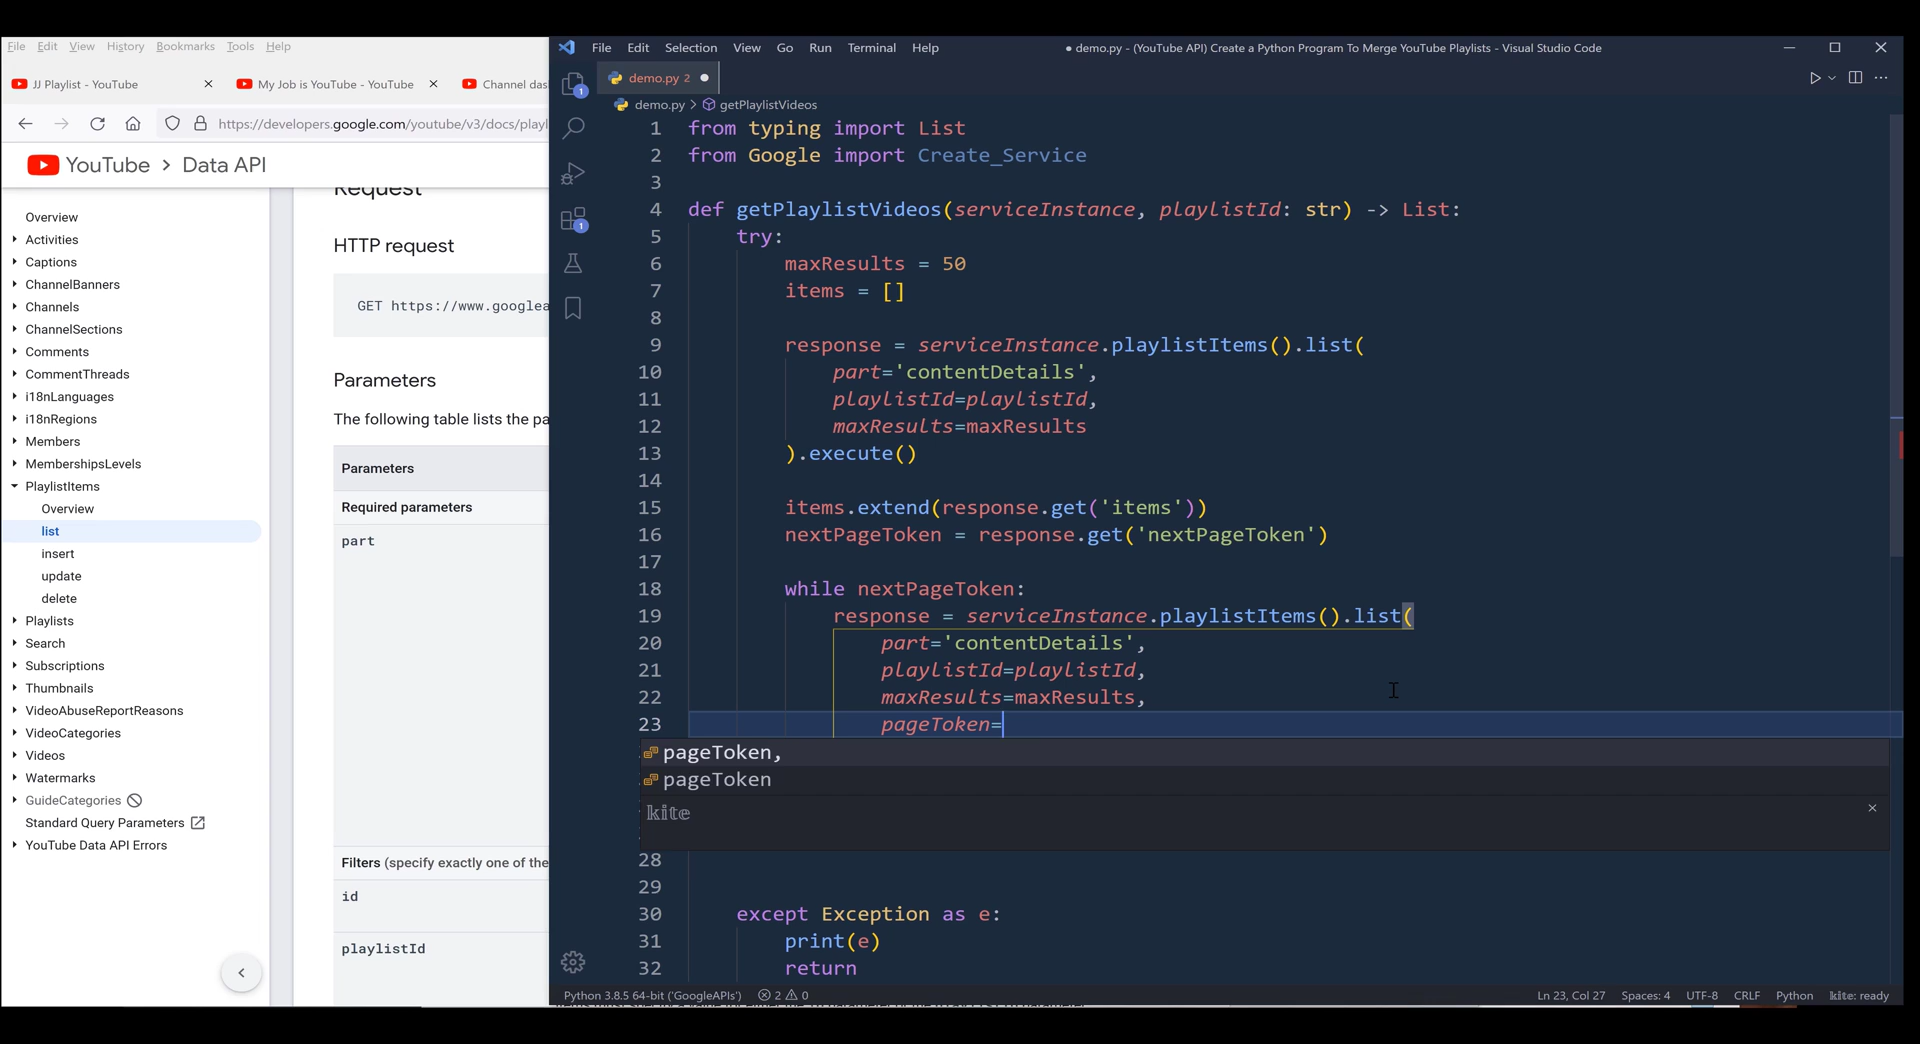 File Edit View History Bookmarks Tools Help
JJ Playlist - YouTube
My Job is YouTube - YouTube
Channel das
https://developers.google.com/youtube/v3/docs/playl
YouTube > Data API
Overview
Activities
Captions
ChannelBanners
Channels
ChannelSections
Comments
CommentThreads
i18nLanguages
i18nRegions
Members
MembershipsLevels
PlaylistItems
Overview
list
insert
update
delete
Playlists
Search
Subscriptions
Thumbnails
VideoAbuseReportReasons
VideoCategories
Videos
Watermarks
GuideCategories
Standard Query Parameters
YouTube Data API Errors
Request
HTTP request
GET https://www.googlea
Parameters
The following table lists the pa
Parameters
Required parameters
part
Filters (specify exactly one of the
id
playlistId
File Edit Selection View Go Run Terminal Help
● demo.py - (YouTube API) Create a Python Program To Merge YouTube Playlists - Visual Studio Code
demo.py 2
demo.py > getPlaylistVideos
1
1
1 from typing import List
2 from Google import Create_Service
3
4 def getPlaylistVideos(serviceInstance, playlistId: str) -> List:
5 try:
6 maxResults = 50
7 items = []
8
9 response = serviceInstance.playlistItems().list(
10 part='contentDetails',
11 playlistId=playlistId,
12 maxResults=maxResults
13 ).execute()
14
15 items.extend(response.get('items'))
16 nextPageToken = response.get('nextPageToken')
17
18 while nextPageToken:
19 response = serviceInstance.playlistItems().list(
20 part='contentDetails',
21 playlistId=playlistId,
22 maxResults=maxResults,
23 pageToken=
pageToken,
pageToken
kite
28
29
30 except Exception as e:
31 print(e)
32 return
Python 3.8.5 64-bit ('GoogleAPIs') 2 0
Ln 23, Col 27 Spaces: 4 UTF-8 CRLF Python kite: ready